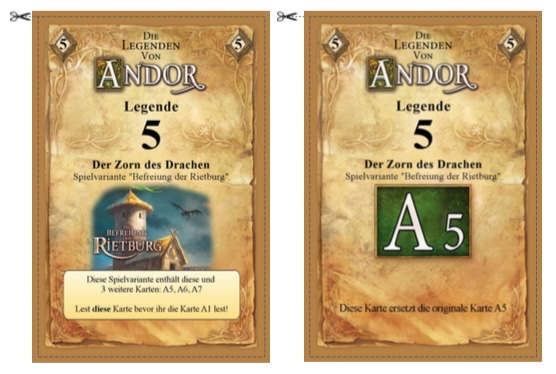 5
5
Die
Legenden
Von
Andor
Legende
5
Der Zorn des Drachen
Spielvariante "Befreiung der Rietburg"
Befreiung
Rietburg
Diese Spielvariante enthält diese und
3 weitere Karten: A5, A6, A7
Lest diese Karte bevor ihr die Karte A1 lest!
5
5
Die
Legenden
Von
Andor
Legende
5
Der Zorn des Drachen
Spielvariante "Befreiung der Rietburg"
A 5
Diese Karte ersetzt die originale Karte A5